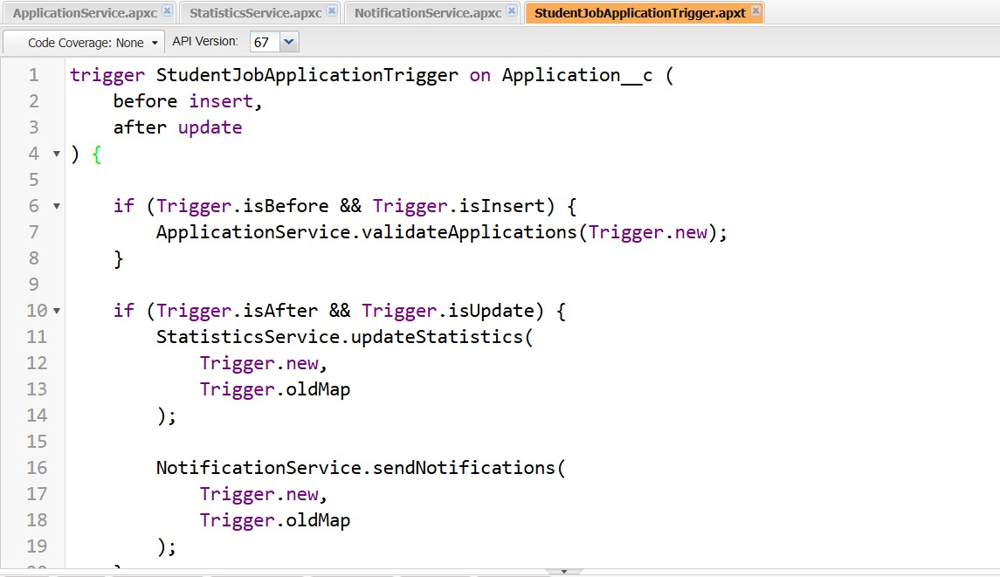 ApplicationService.apxc StatisticsService.apxc NotificationService.apxc StudentJobApplicationTrigger.apxt
Code Coverage: None API Version: 67
1 trigger StudentJobApplicationTrigger on Application__c (
2 before insert,
3 after update
4 ) {
5
6 if (Trigger.isBefore && Trigger.isInsert) {
7 ApplicationService.validateApplications(Trigger.new);
8 }
9
10 if (Trigger.isAfter && Trigger.isUpdate) {
11 StatisticsService.updateStatistics(
12 Trigger.new,
13 Trigger.oldMap
14 );
15
16 NotificationService.sendNotifications(
17 Trigger.new,
18 Trigger.oldMap
19 );